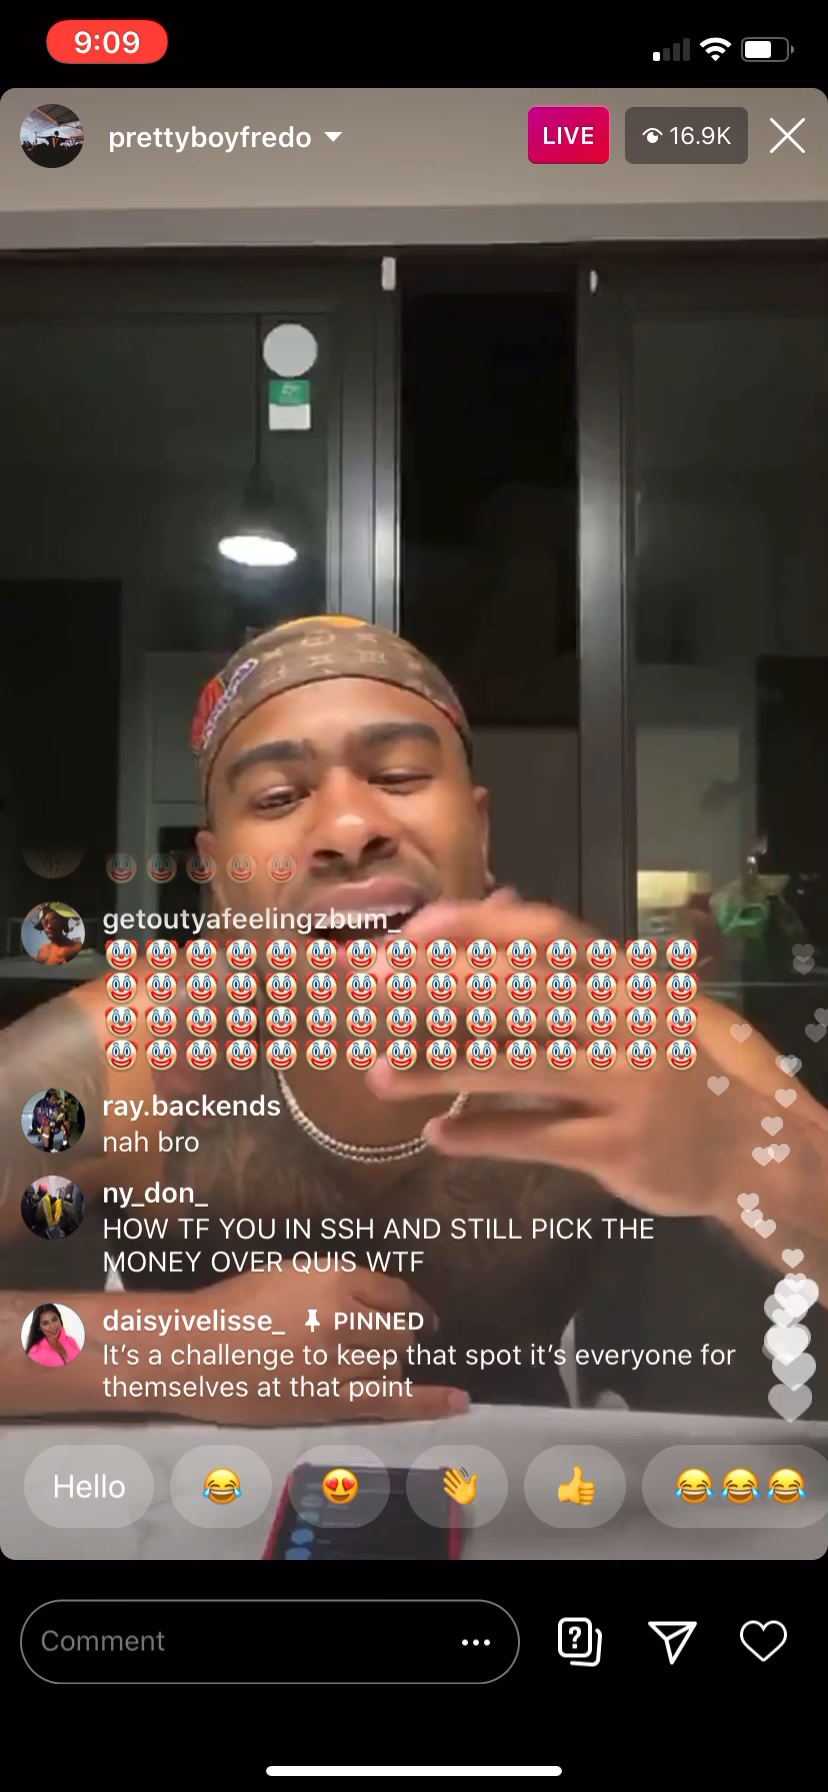 9:09
prettyboyfredo
LIVE
16.9K
🤡🤡🤡🤡🤡
getoutyafeelingzbum_
🤡🤡🤡🤡🤡🤡🤡🤡🤡🤡🤡🤡🤡🤡🤡
🤡🤡🤡🤡🤡🤡🤡🤡🤡🤡🤡🤡🤡🤡🤡
🤡🤡🤡🤡🤡🤡🤡🤡🤡🤡🤡🤡🤡🤡🤡
🤡🤡🤡🤡🤡🤡🤡🤡🤡🤡🤡🤡🤡🤡🤡
ray.backends
nah bro
ny_don_
HOW TF YOU IN SSH AND STILL PICK THE
MONEY OVER QUIS WTF
daisyivelisse_ 📌 PINNED
It's a challenge to keep that spot it's everyone for
themselves at that point
Hello 😂 😍 👋 👍 😂😂😂
Comment